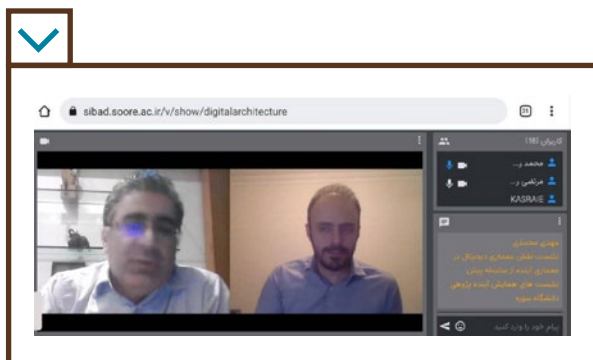 sibad.soore.ac.ir/v/show/digitalarchitecture
کاربران (18)
محمد و...
مرتضی و...
KASRAIE
مهدی
نشست نقش معماری دیجیتال در
معماری آینده از سلسله پیش
نشست های همایش آینده پژوهی
دانشگاه سوره
پیام خود را وارد کنید